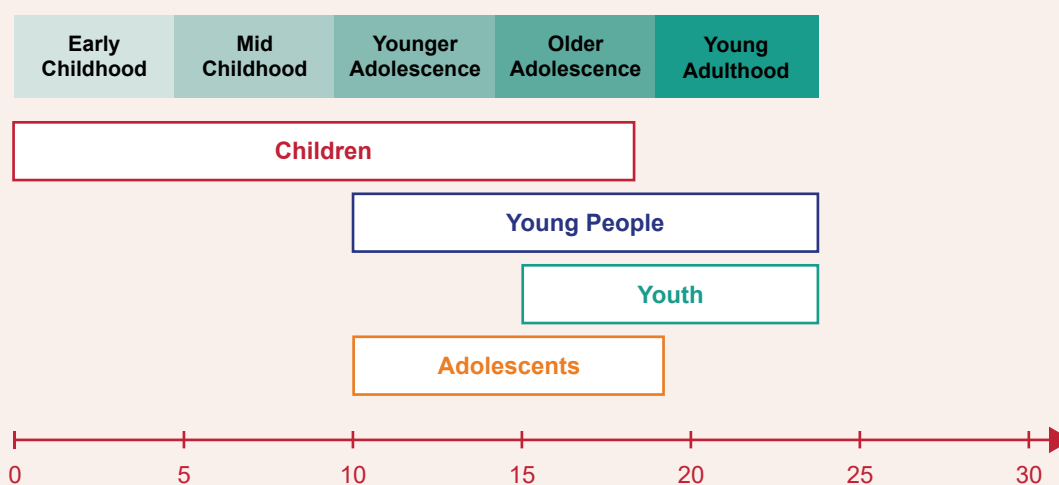 Early
Childhood
Mid
Childhood
Younger
Adolescence
Older
Adolescence
Young
Adulthood
Children
Young People
Youth
Adolescents
0 5 10 15 20 25 30